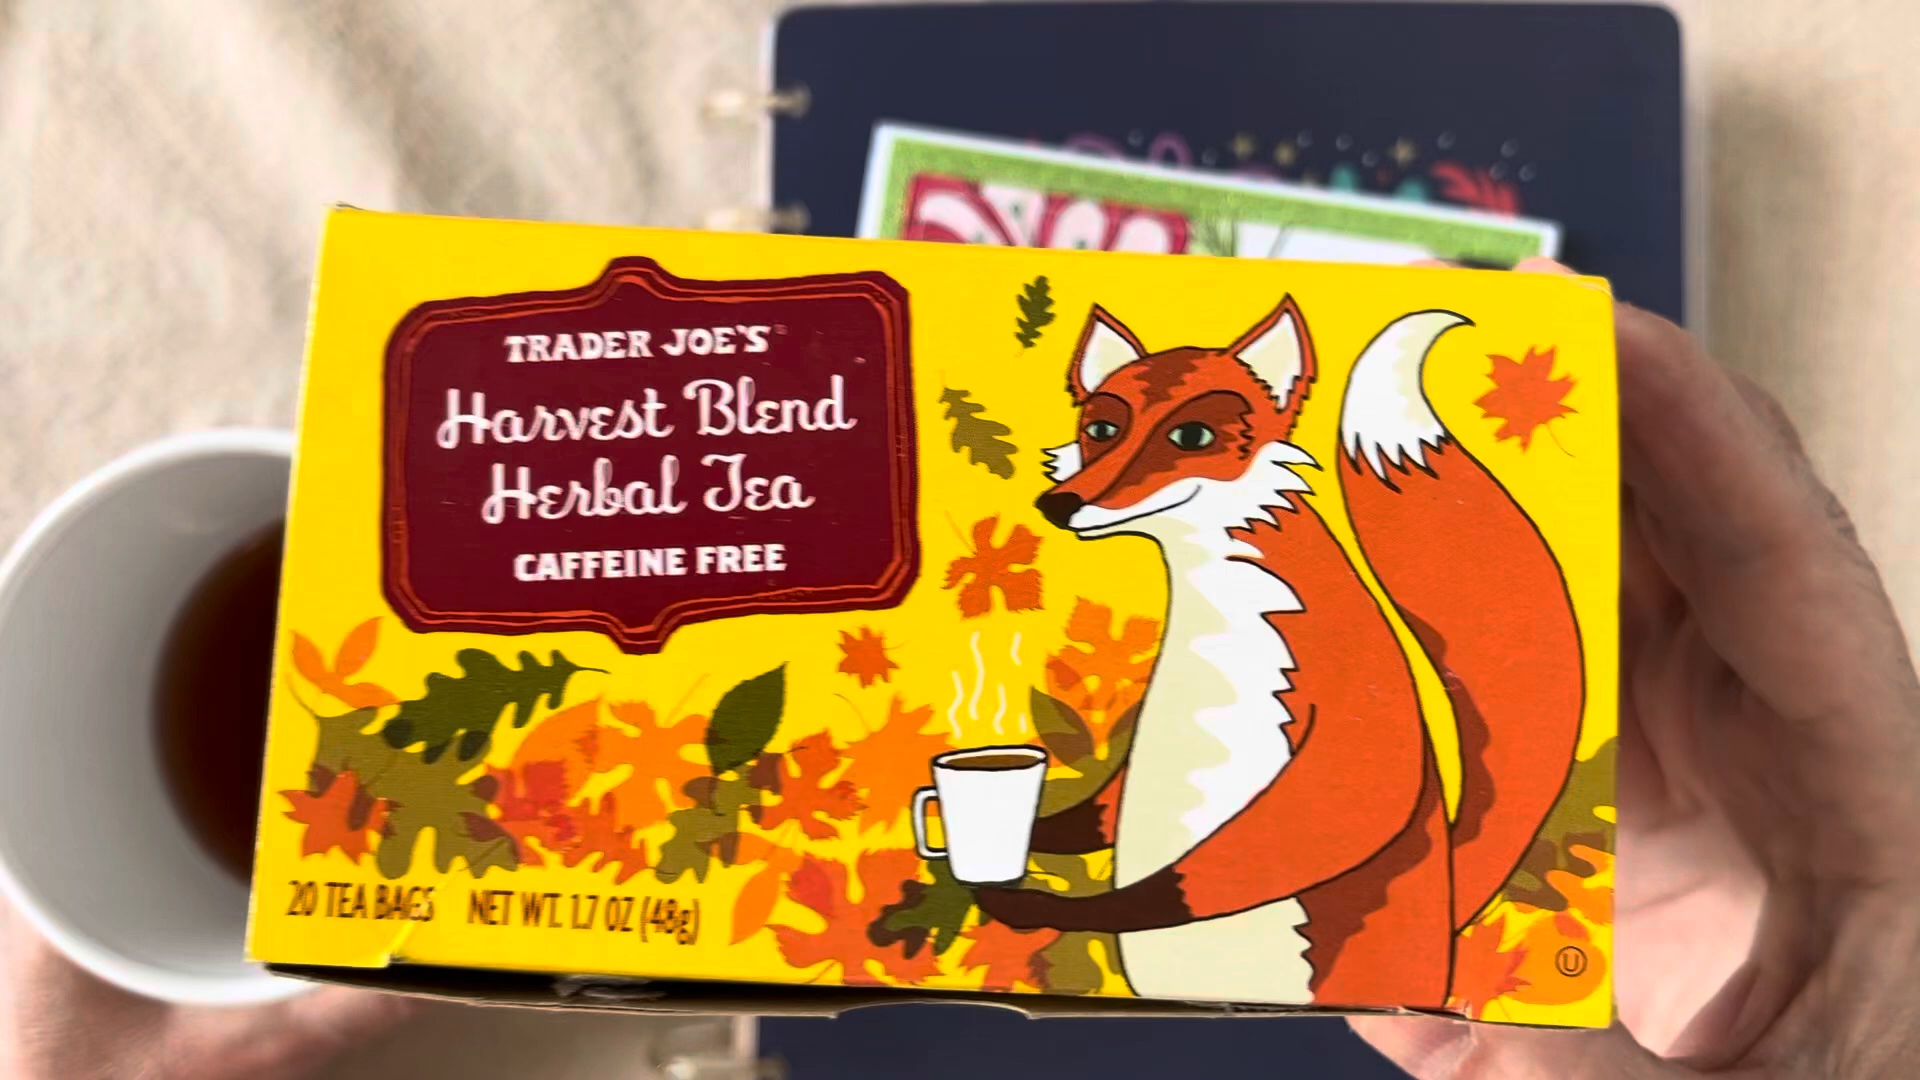 TRADER JOE'S
Harvest Blend
Herbal Tea
CAFFEINE FREE
20 TEA BAGS NET WT. 1.7 OZ (48g)
U